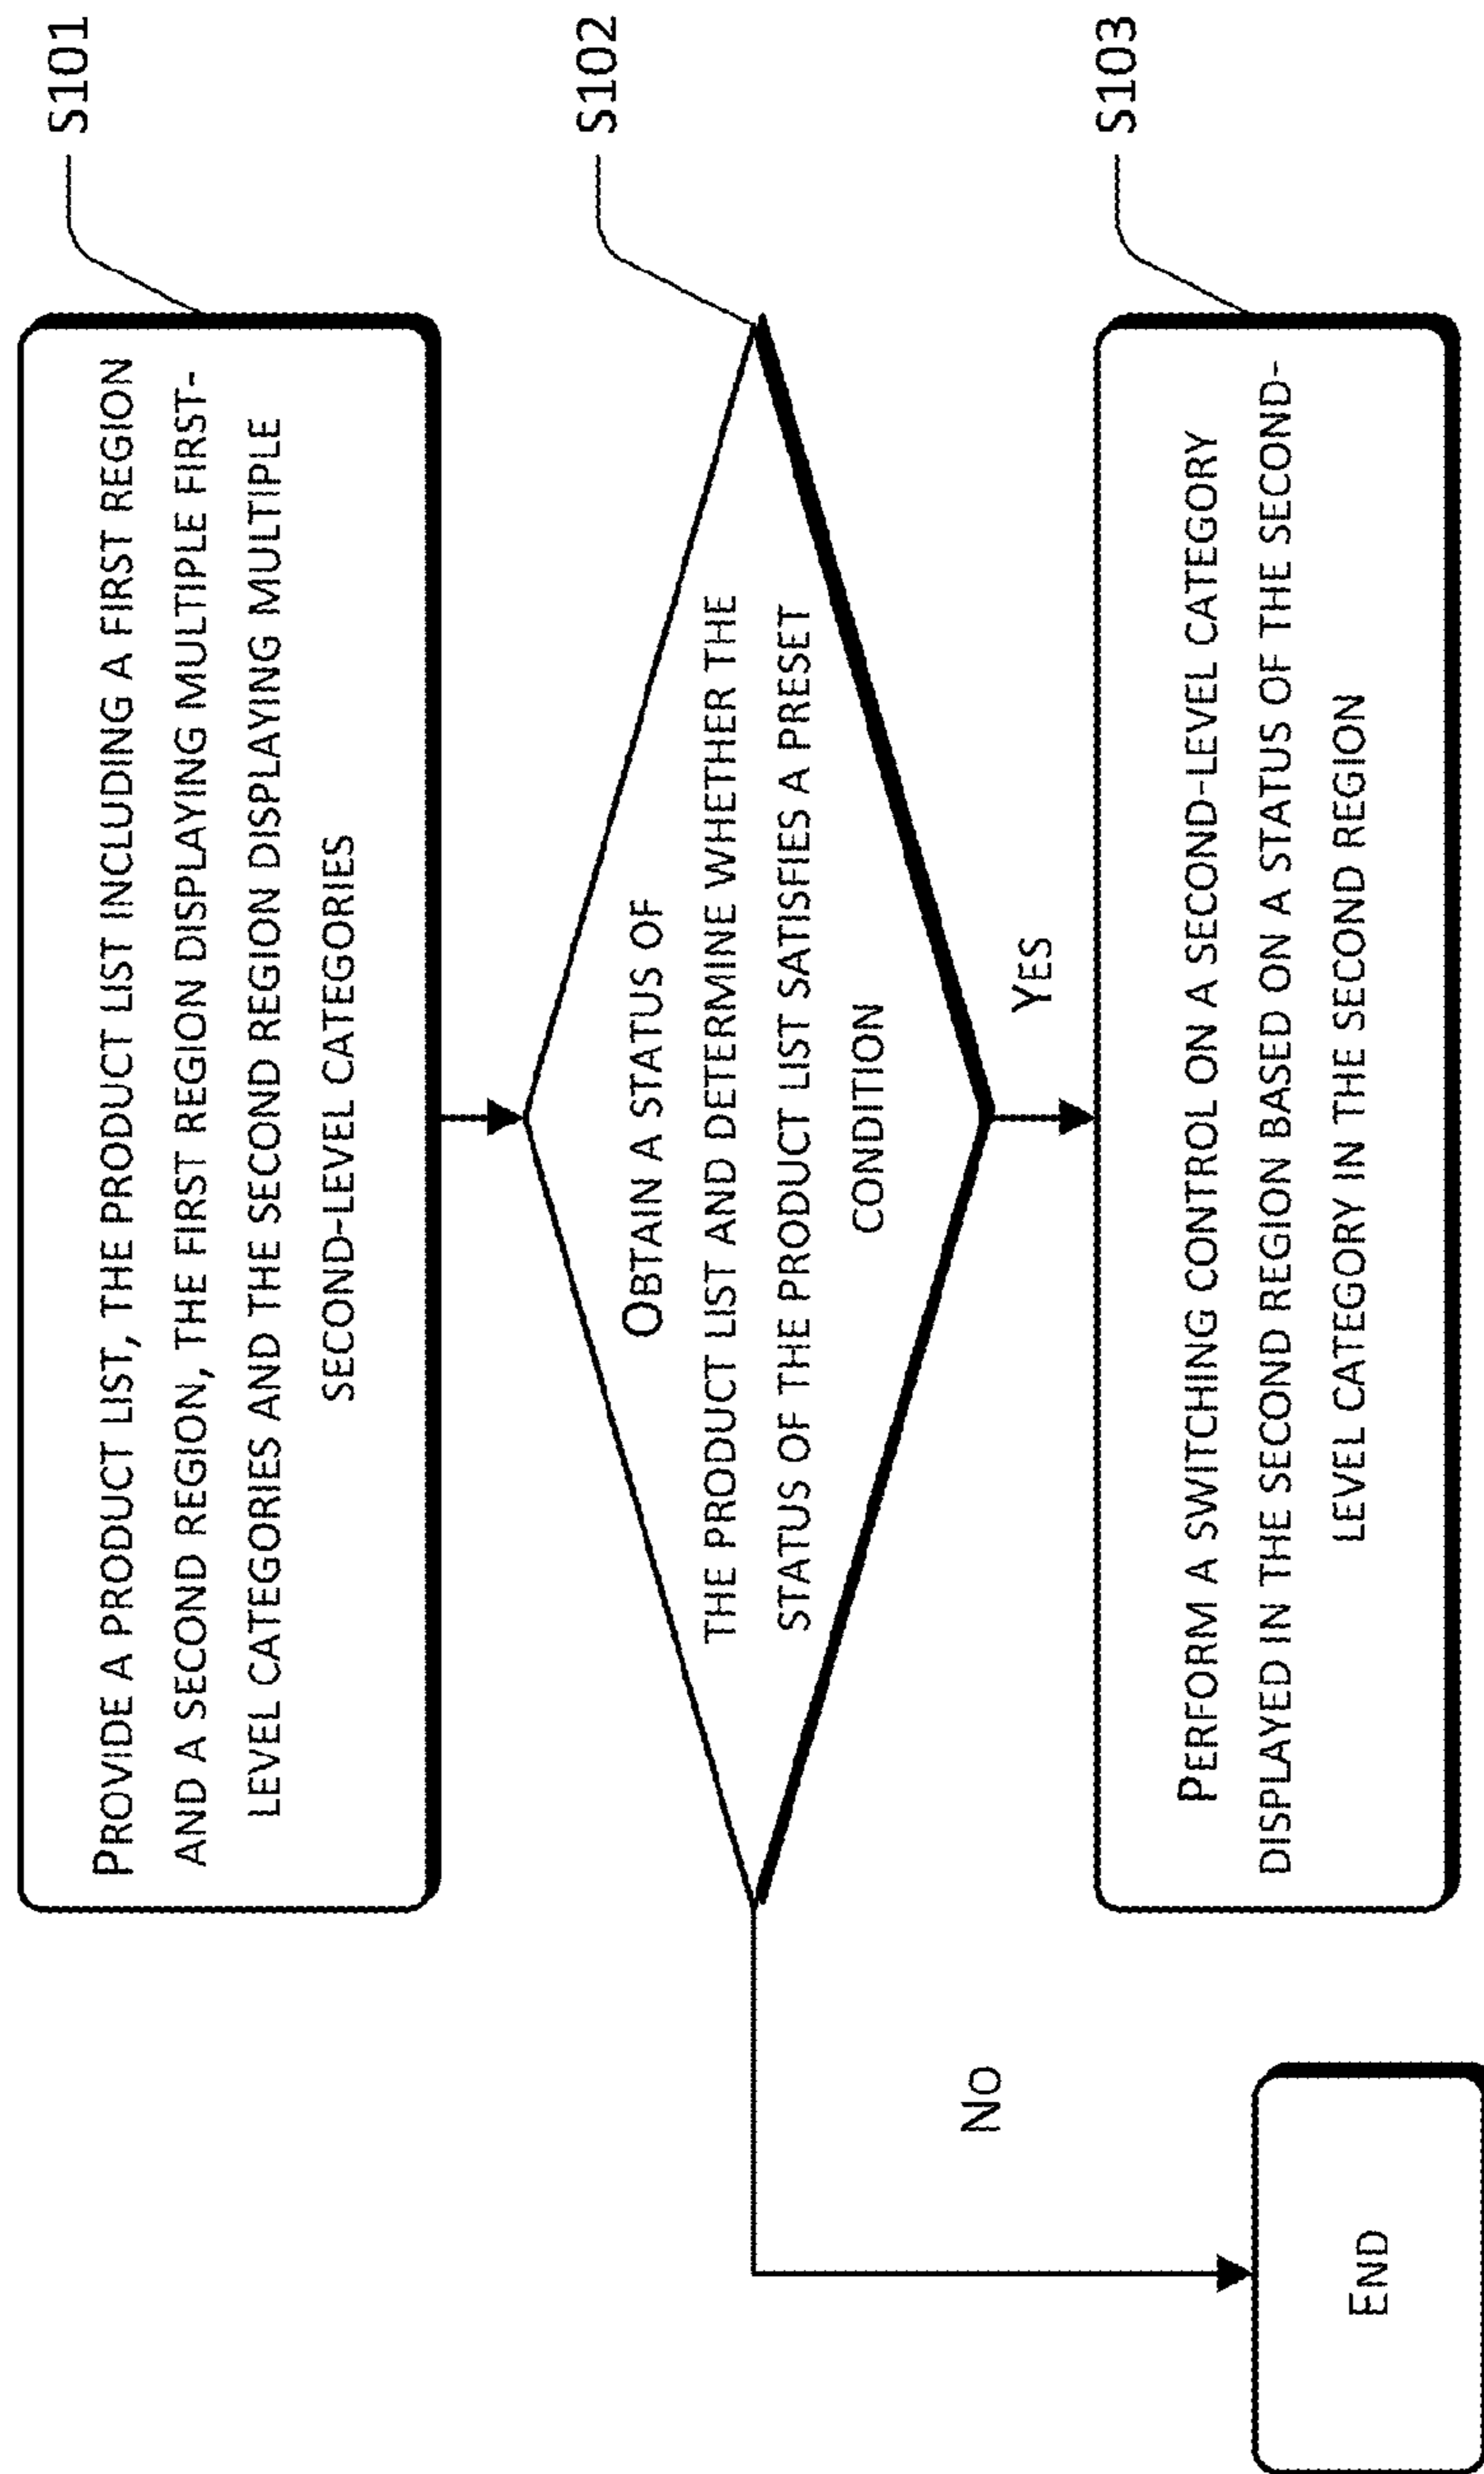 PROVIDE A PRODUCT LIST, THE PRODUCT LIST INCLUDING A FIRST REGION
AND A SECOND REGION, THE FIRST REGION DISPLAYING MULTIPLE FIRST-
LEVEL CATEGORIES AND THE SECOND REGION DISPLAYING MULTIPLE
SECOND-LEVEL CATEGORIES
S101
OBTAIN A STATUS OF
THE PRODUCT LIST AND DETERMINE WHETHER THE
STATUS OF THE PRODUCT LIST SATISFIES A PRESET
CONDITION
S102
NO
YES
PERFORM A SWITCHING CONTROL ON A SECOND-LEVEL CATEGORY
DISPLAYED IN THE SECOND REGION BASED ON A STATUS OF THE SECOND-
LEVEL CATEGORY IN THE SECOND REGION
S103
END